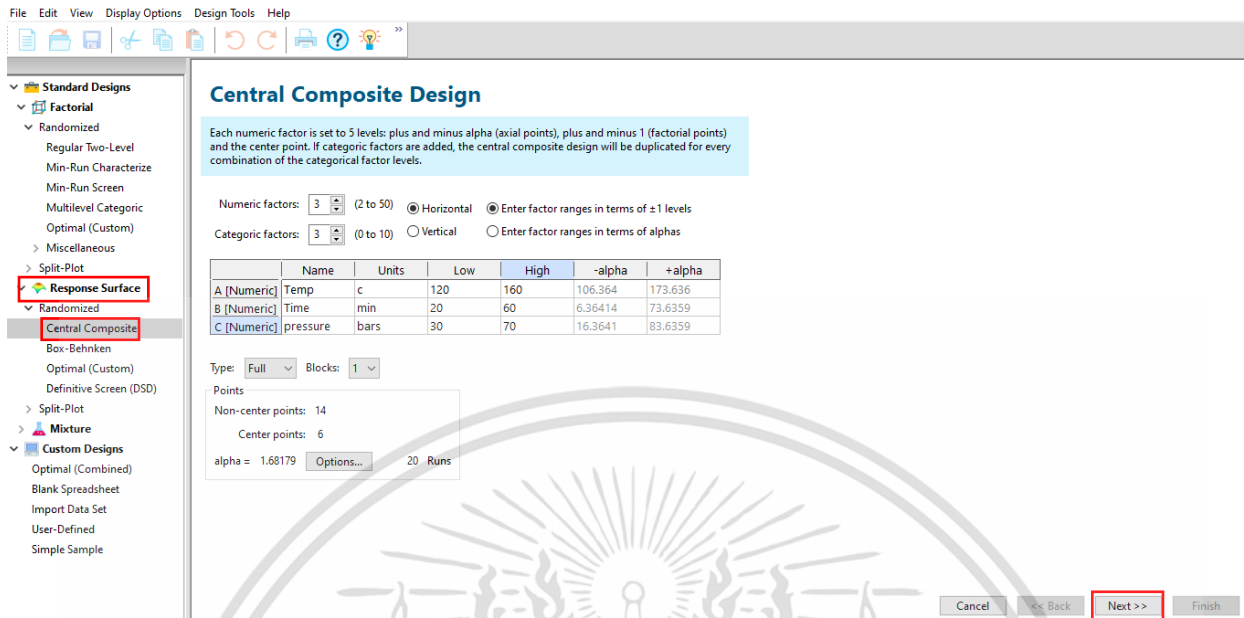 File Edit View Display Options Design Tools Help
»
Standard Designs
Factorial
Randomized
Regular Two-Level
Min-Run Characterize
Min-Run Screen
Multilevel Categoric
Optimal (Custom)
Miscellaneous
Split-Plot
Response Surface
Randomized
Central Composite
Box-Behnken
Optimal (Custom)
Definitive Screen (DSD)
Split-Plot
Mixture
Custom Designs
Optimal (Combined)
Blank Spreadsheet
Import Data Set
User-Defined
Simple Sample
Central Composite Design
Each numeric factor is set to 5 levels: plus and minus alpha (axial points), plus and minus 1 (factorial points)
and the center point. If categoric factors are added, the central composite design will be duplicated for every
combination of the categorical factor levels.
Numeric factors: 3 (2 to 50) Horizontal Enter factor ranges in terms of ±1 levels
Categoric factors: 3 (0 to 10) Vertical Enter factor ranges in terms of alphas
Name Units Low High -alpha +alpha
A [Numeric] Temp c 120 160 106.364 173.636
B [Numeric] Time min 20 60 6.36414 73.6359
C [Numeric] pressure bars 30 70 16.3641 83.6359
Type: Full Blocks: 1
Points
Non-center points: 14
Center points: 6
alpha = 1.68179 Options... 20 Runs
Cancel << Back Next >> Finish